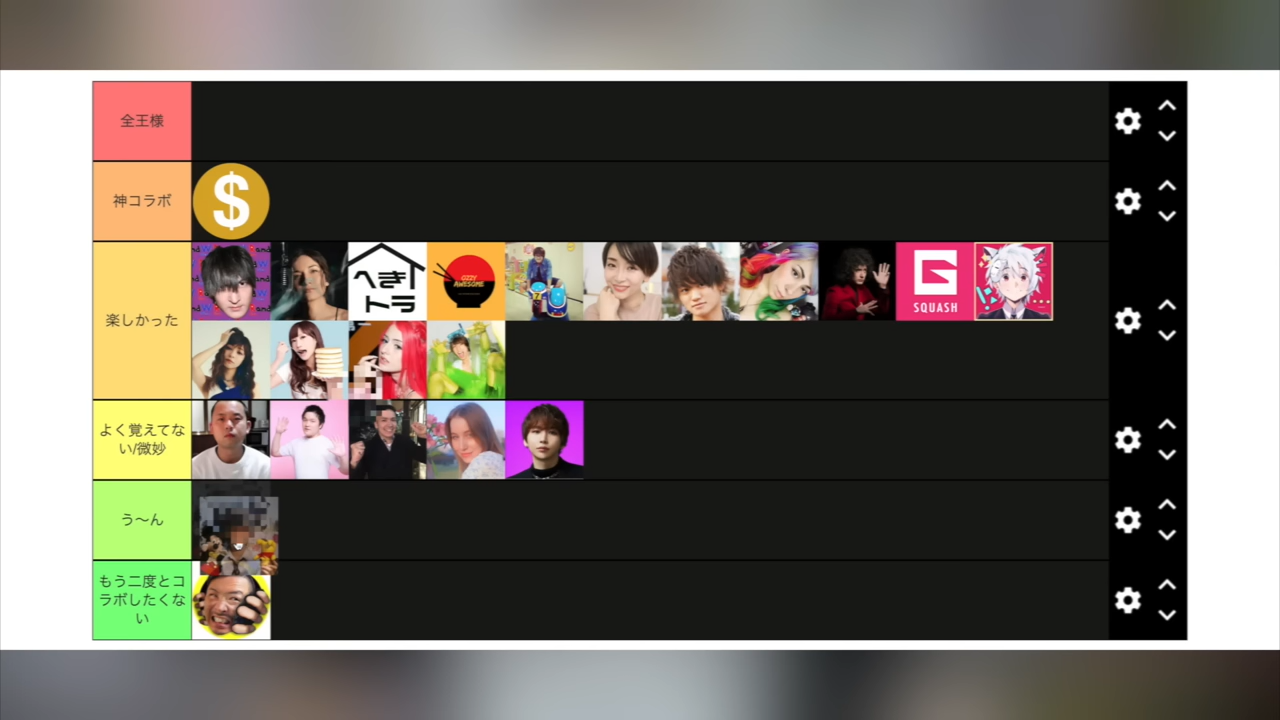 全王様
神コラボ
$
楽しかった
へき
トラ
OZZY
AWESOME
SQUASH
よく覚えてな
い/微妙
う〜ん
もう二度とコ
ラボしたくな
い